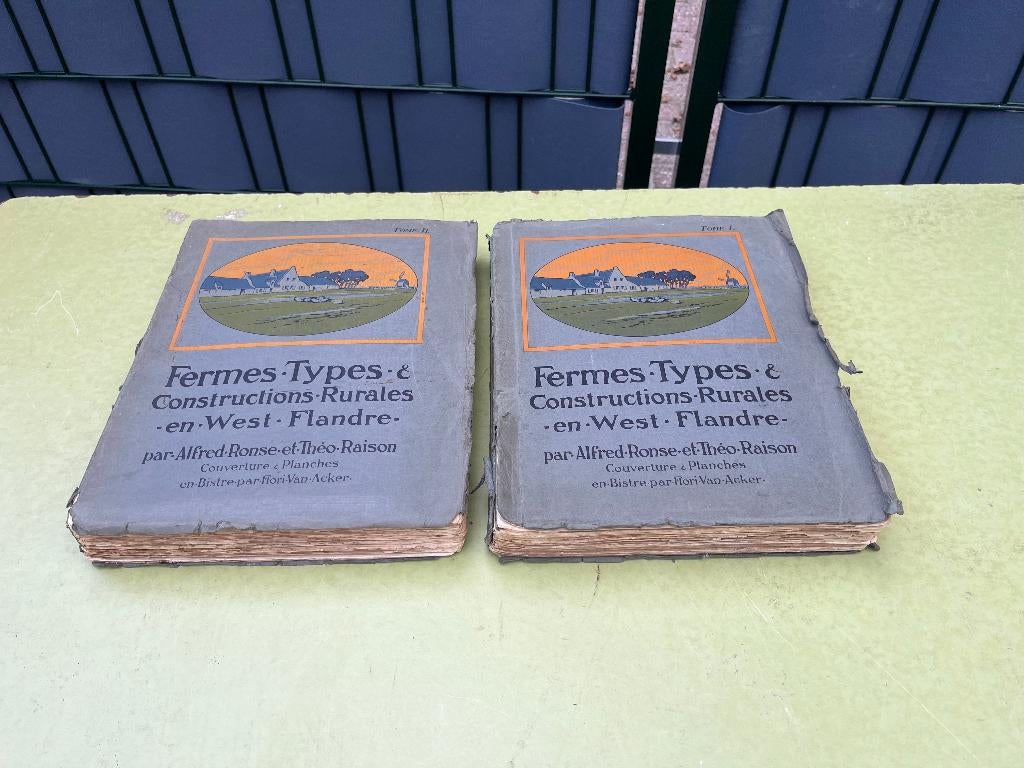 Tome II.
Fermes·Types·&
Constructions·Rurales
·en·West·Flandre·
par·Alfred·Ronse·et·Théo·Raison
Couverture & Planches
en·Bistre·par·Flori·Van·Acker·
Tome I.
Fermes·Types·&
Constructions·Rurales
·en·West·Flandre·
par·Alfred·Ronse·et·Théo·Raison
Couverture & Planches
en·Bistre·par·Flori·Van·Acker·